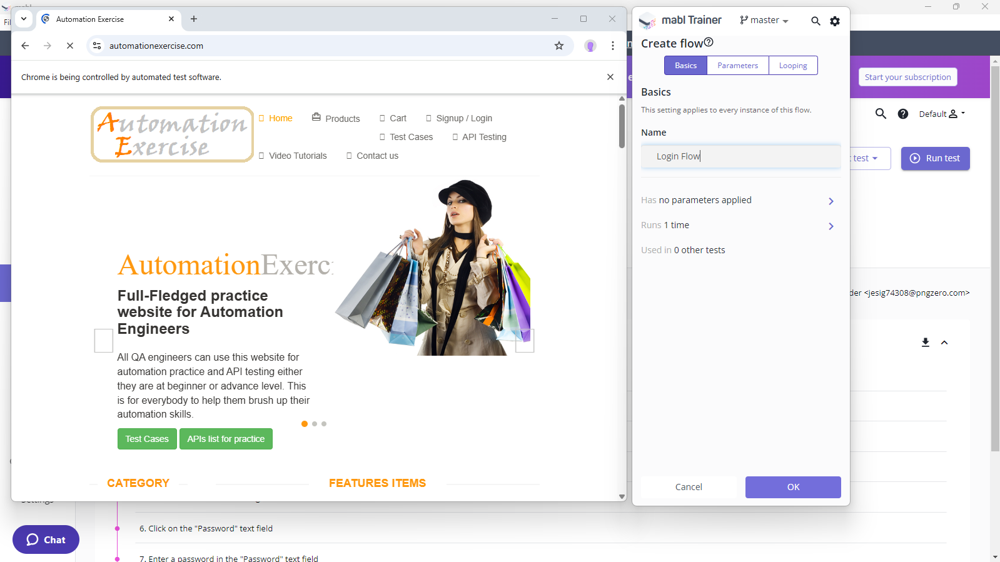 Automation Exercise
automationexercise.com
Chrome is being controlled by automated test software.
Automation Exercise
Home
Products
Cart
Signup / Login
Test Cases
API Testing
Video Tutorials
Contact us
AutomationExerci
Full-Fledged practice
website for Automation
Engineers
All QA engineers can use this website for
automation practice and API testing either
they are at beginner or advance level. This
is for everybody to help them brush up their
automation skills.
Test Cases
APIs list for practice
CATEGORY
FEATURES ITEMS
mabl Trainer
master
Create flow
Basics
Parameters
Looping
Basics
This setting applies to every instance of this flow.
Name
Login Flow
Has no parameters applied
Runs 1 time
Used in 0 other tests
Cancel
OK
Start your subscription
Default
test
Run test
der <jesig74308@pngzero.com>
Settings
6. Click on the "Password" text field
7. Enter a password in the "Password" text field
Chat